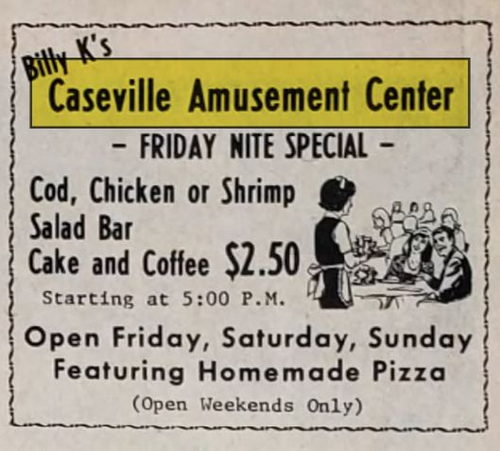 Billy K's
Caseville Amusement Center
- FRIDAY NITE SPECIAL -
Cod, Chicken or Shrimp
Salad Bar
Cake and Coffee $2.50
Starting at 5:00 P.M.
Open Friday, Saturday, Sunday
Featuring Homemade Pizza
(Open Weekends Only)